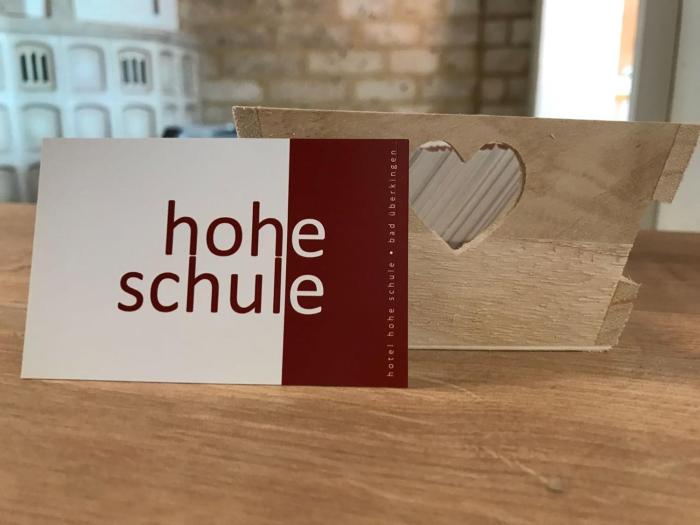 hohe
schule
hotel hohe schule • bad überkingen